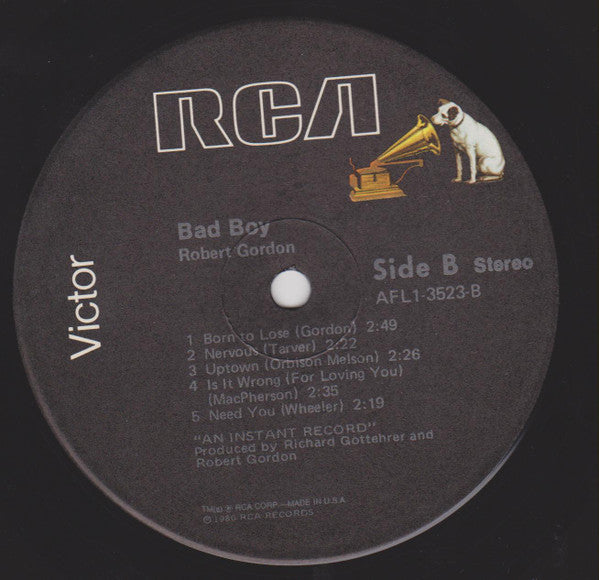 RCA
Victor
Bad Boy
Robert Gordon
Side B Stereo
AFL1-3523-B
1 Born to Lose (Gordon) 2:49
2 Nervous (Tarver) 2:22
3 Uptown (Orbison Melson) 2:26
4 Is It Wrong (For Loving You)
(MacPherson) 2:35
5 Need You (Wheeler) 2:19
"AN INSTANT RECORD"
Produced by Richard Gottehrer and
Robert Gordon
TM(s) ® RCA CORP.—MADE IN U.S.A.
℗ 1980 RCA RECORDS